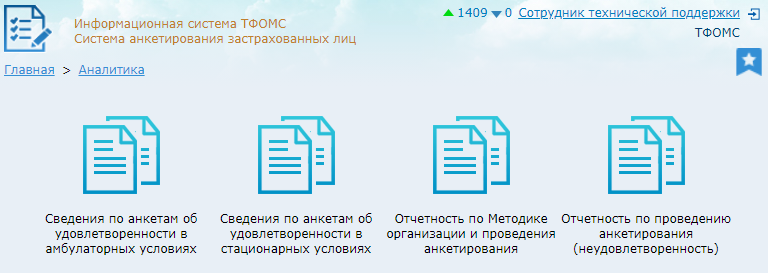 Информационная система ТФОМС
Система анкетирования застрахованных лиц
1409 0 Сотрудник технической поддержки
ТФОМС
Главная > Аналитика
Сведения по анкетам об
удовлетворенности в
амбулаторных условиях
Сведения по анкетам об
удовлетворенности в
стационарных условиях
Отчетность по Методике
организации и проведения
анкетирования
Отчетность по проведению
анкетирования
(неудовлетворенность)